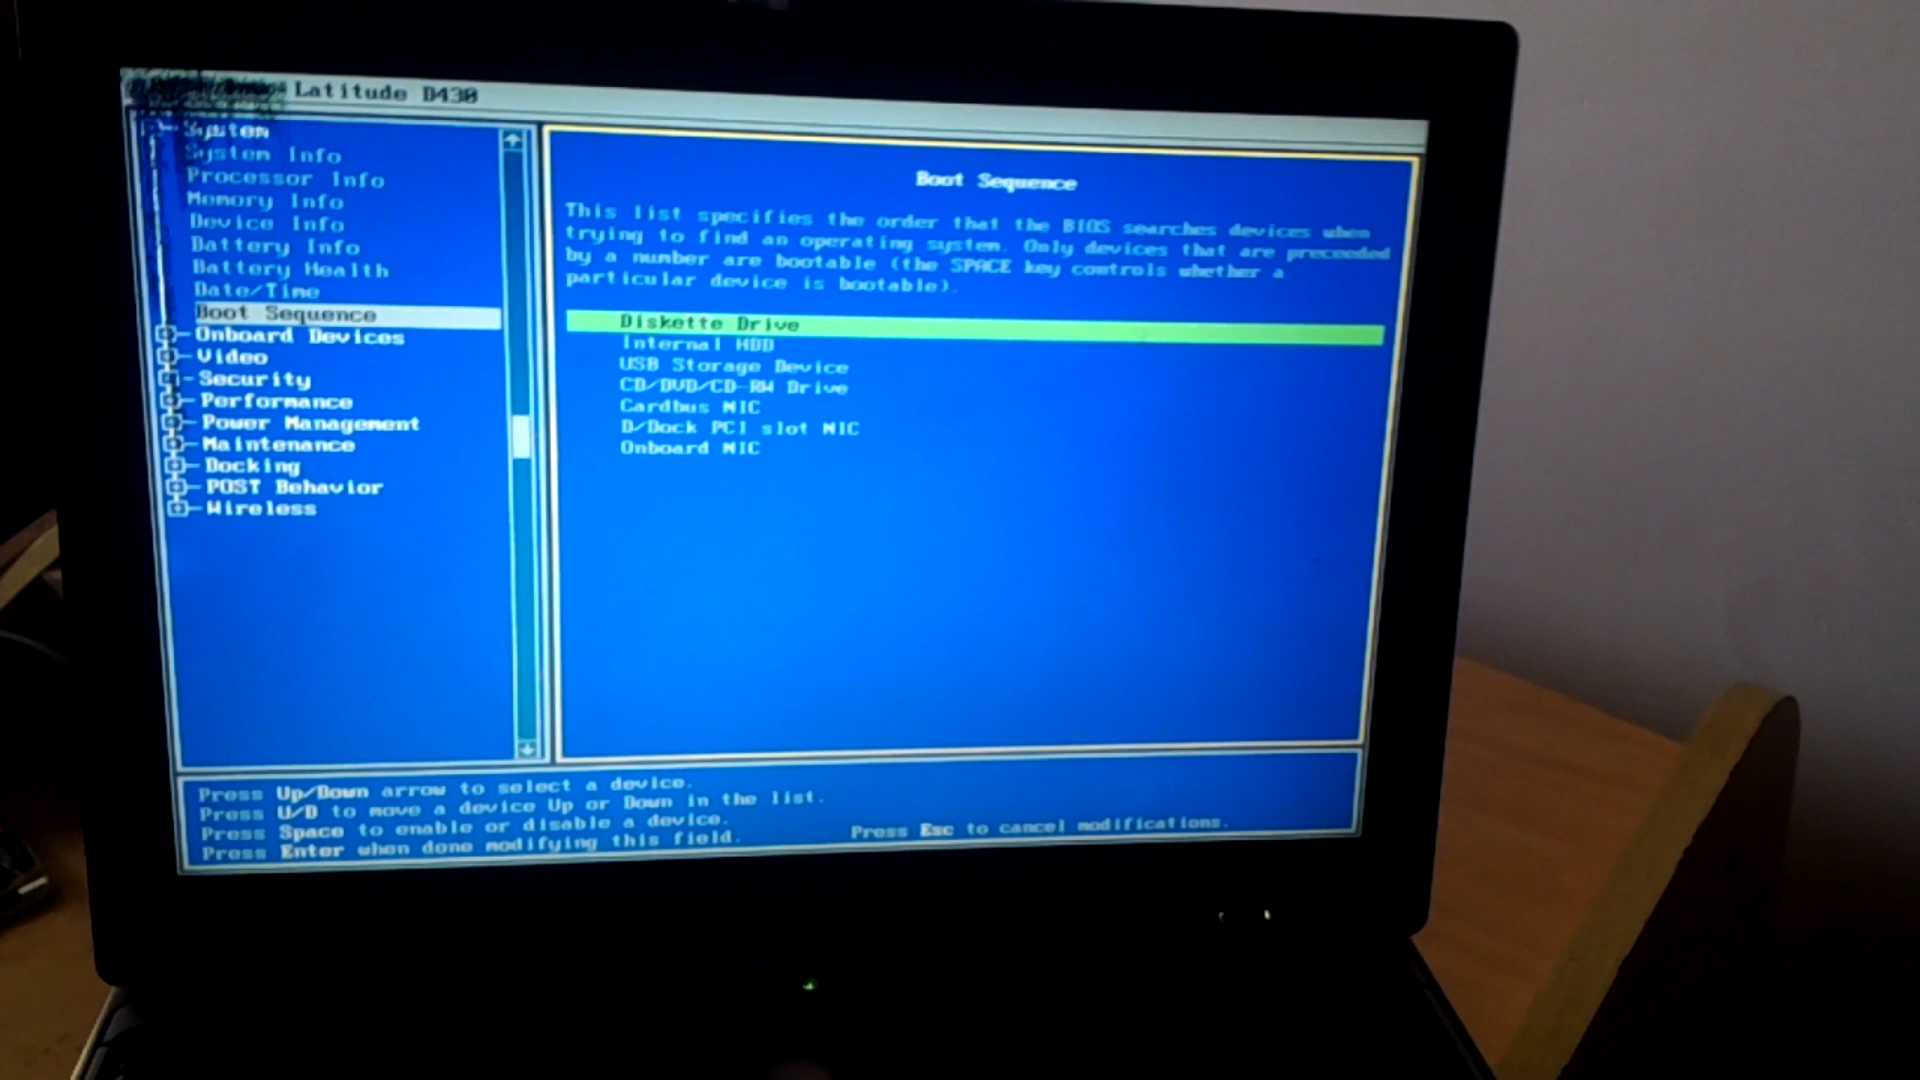 Latitude D430
System
System Info
Processor Info
Memory Info
Device Info
Battery Info
Battery Health
Date/Time
Boot Sequence
Onboard Devices
Video
Security
Performance
Power Management
Maintenance
Docking
POST Behavior
Wireless
Boot Sequence
This list specifies the order that the BIOS searches devices when
trying to find an operating system. Only devices that are preceeded
by a number are bootable (the SPACE key controls whether a
particular device is bootable).
Diskette Drive
Internal HDD
USB Storage Device
CD/DVD/CD-RW Drive
Cardbus NIC
D/Dock PCI slot NIC
Onboard NIC
Press Up/Down arrow to select a device.
Press U/D to move a device Up or Down in the list.
Press Space to enable or disable a device.
Press Enter when done modifying this field.
Press Esc to cancel modifications.